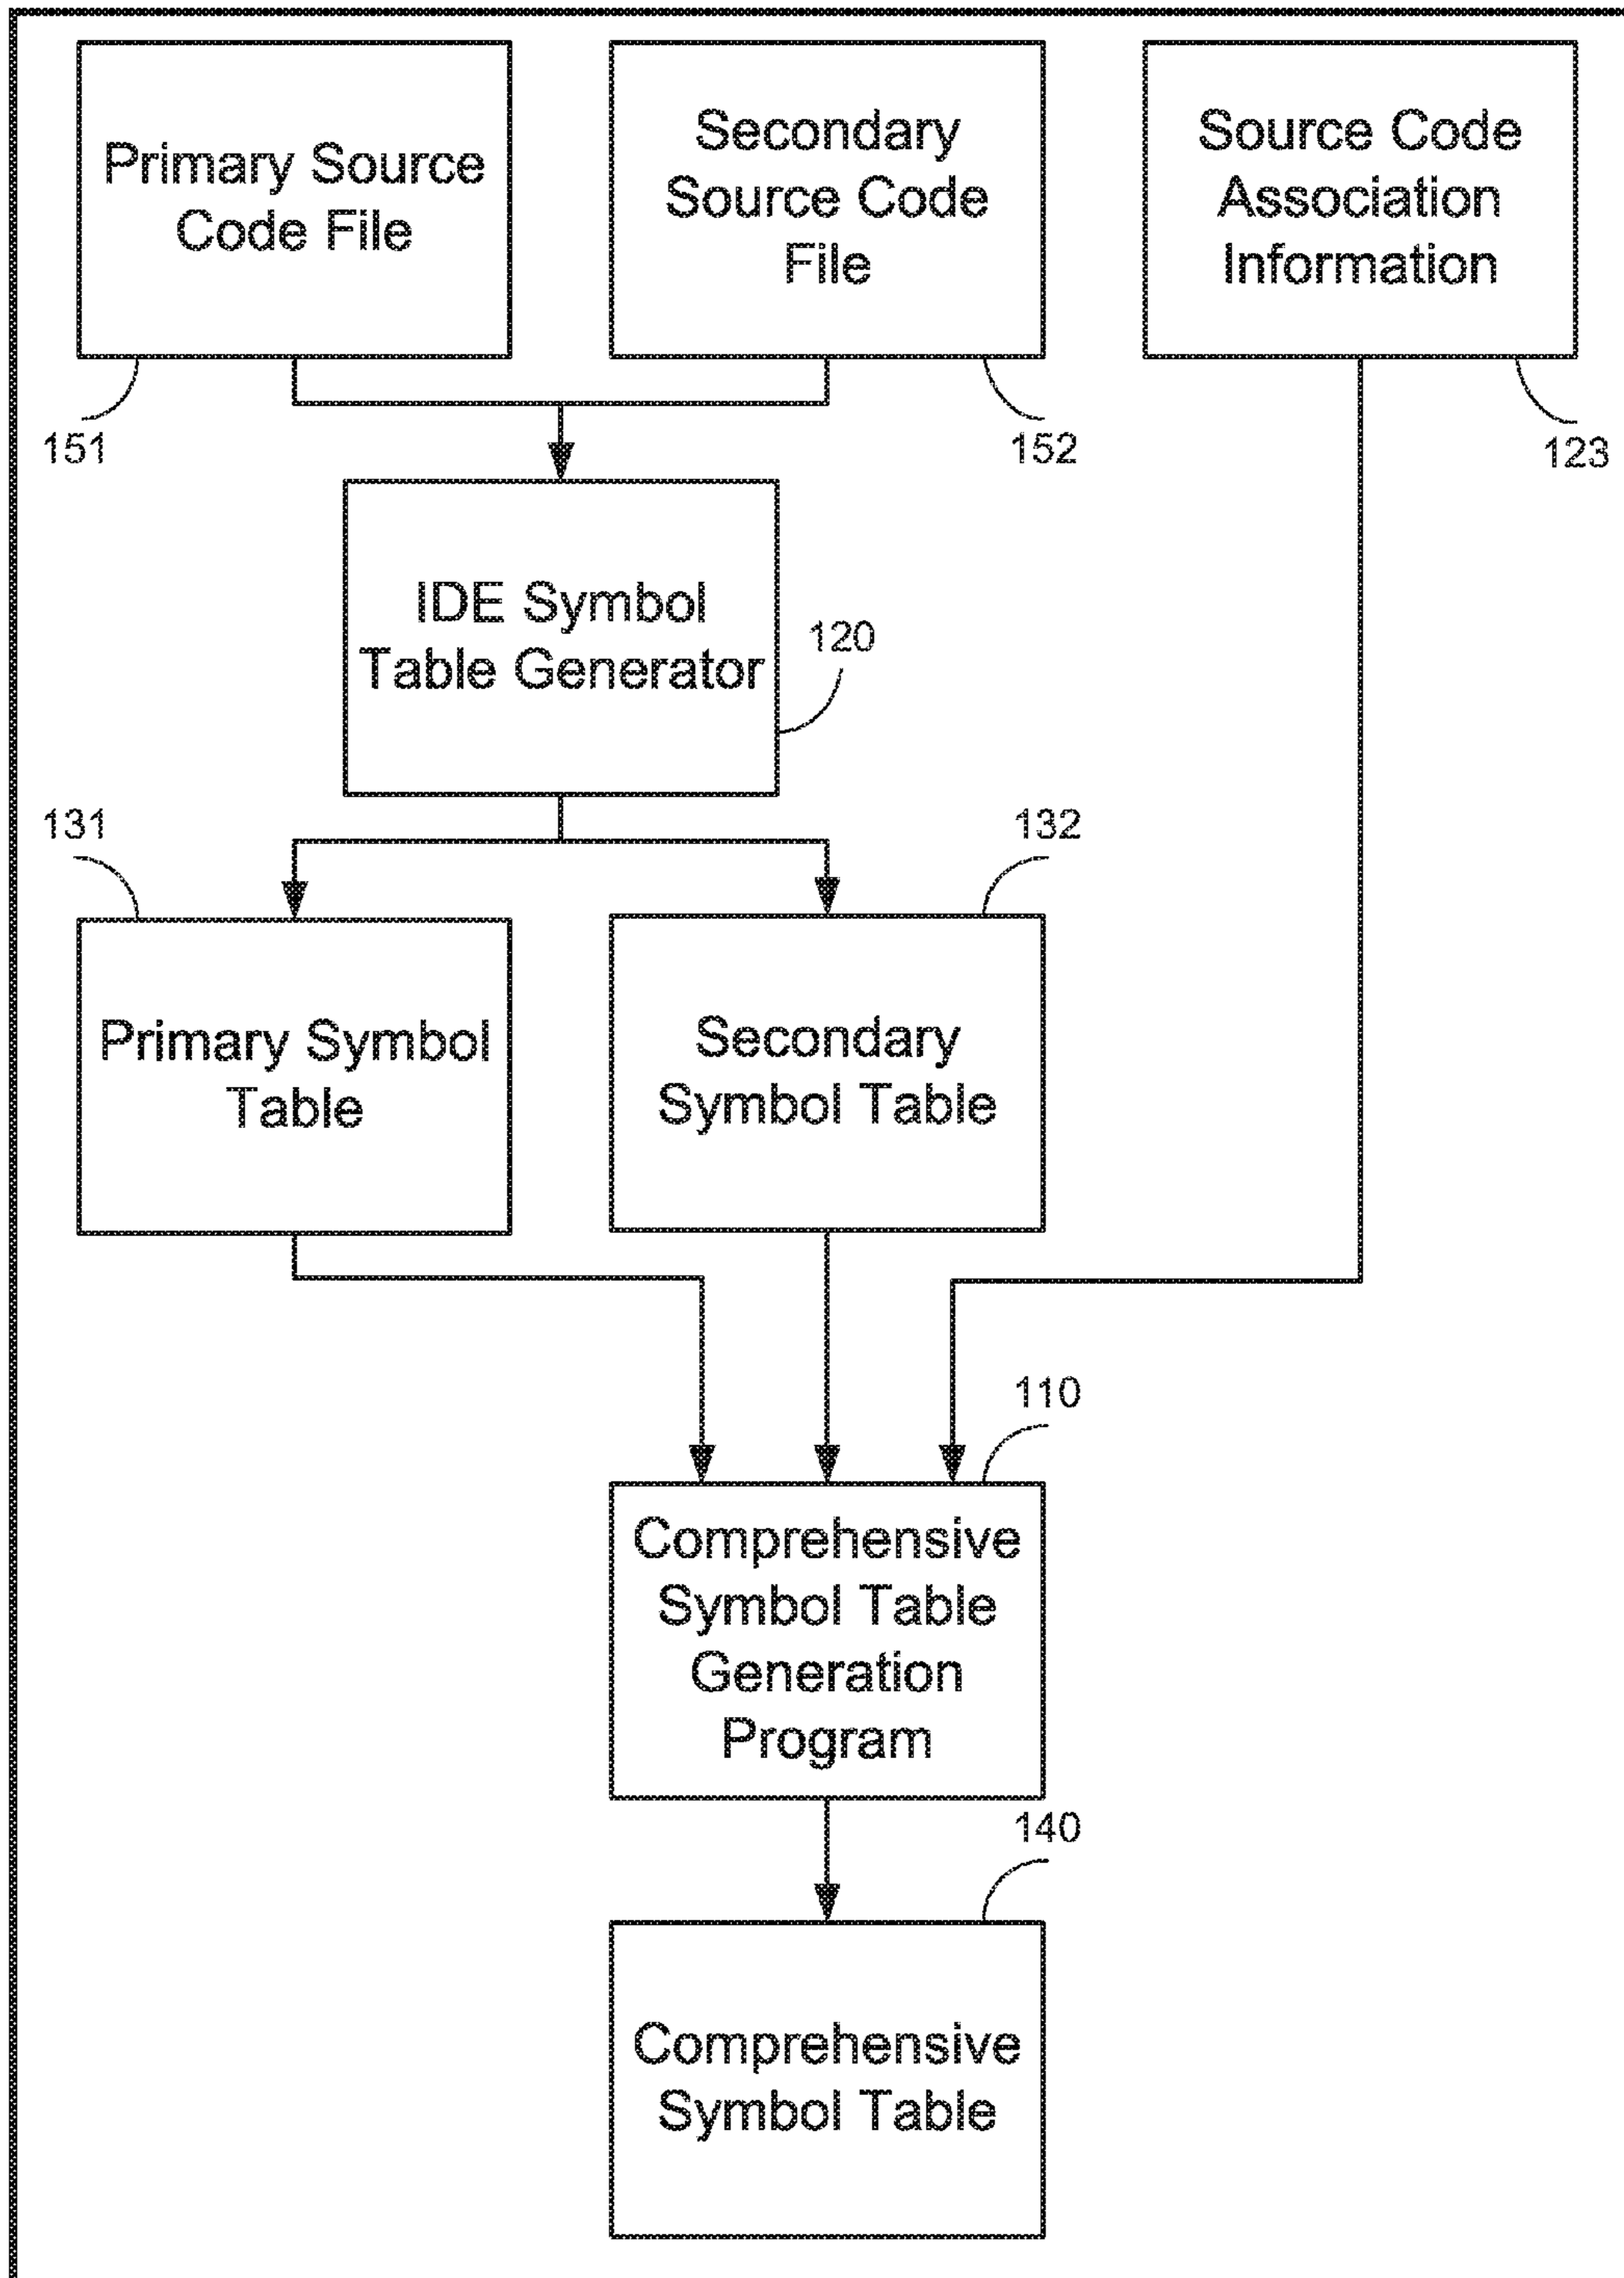 Primary Source
Code File
Secondary
Source Code
File
Source Code
Association
Information
151
152
123
IDE Symbol
Table Generator
120
131
132
Primary Symbol
Table
Secondary
Symbol Table
110
Comprehensive
Symbol Table
Generation
Program
140
Comprehensive
Symbol Table